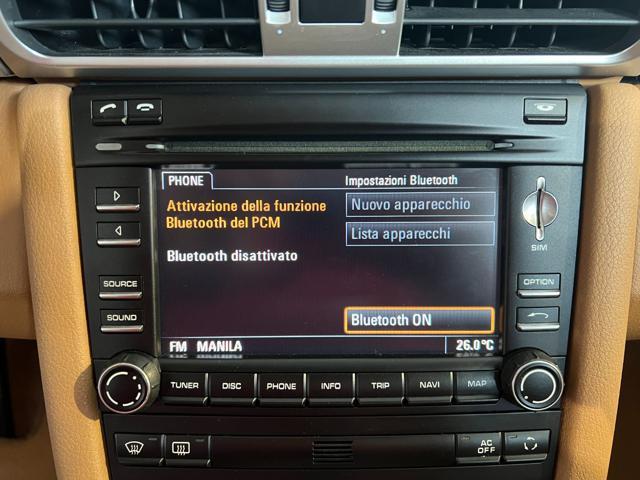 PHONE
Impostazioni Bluetooth
Attivazione della funzione
Bluetooth del PCM
Nuovo apparecchio
Lista apparecchi
Bluetooth disattivato
Bluetooth ON
FM MANILA
26.0°C
SIM
SOURCE
SOUND
OPTION
TUNER
DISC
PHONE
INFO
TRIP
NAVI
MAP
AC
OFF